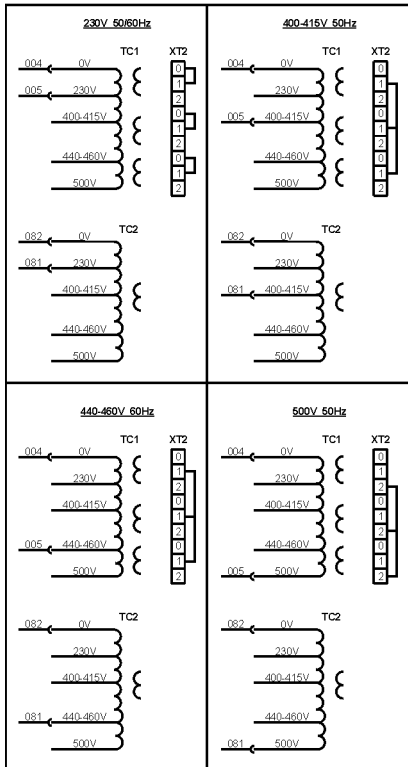 230V 50/60Hz
TC1 XT2
004 0V
005 230V
400-415V
440-460V
500V
0
1
2
0
1
2
0
1
2
TC2
082 0V
081 230V
400-415V
440-460V
500V
400-415V 50Hz
TC1 XT2
004 0V
230V
005 400-415V
440-460V
500V
0
1
2
0
1
2
0
1
2
TC2
082 0V
230V
081 400-415V
440-460V
500V
440-460V 60Hz
TC1 XT2
004 0V
230V
400-415V
005 440-460V
500V
0
1
2
0
1
2
0
1
2
TC2
082 0V
230V
400-415V
081 440-460V
500V
500V 50Hz
TC1 XT2
004 0V
230V
400-415V
440-460V
005 500V
0
1
2
0
1
2
0
1
2
TC2
082 0V
230V
400-415V
440-460V
081 500V